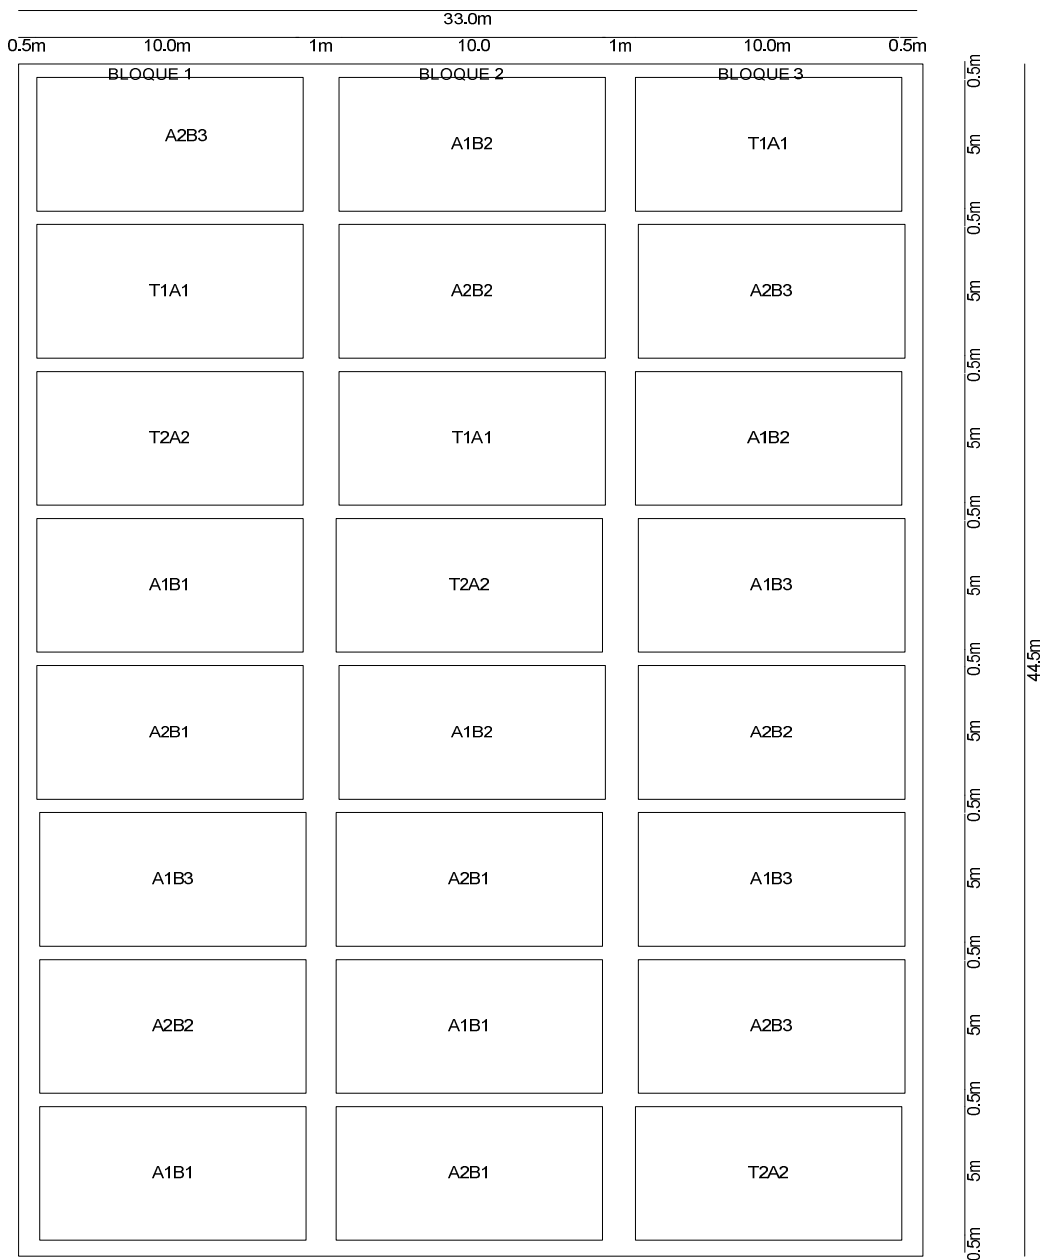 33.0m
0.5m 10.0m 1m 10.0 1m 10.0m 0.5m
BLOQUE 1 BLOQUE 2 BLOQUE 3 0.5m
A2B3 A1B2 T1A1 5m
0.5m
T1A1 A2B2 A2B3 5m
0.5m
T2A2 T1A1 A1B2 5m
0.5m
A1B1 T2A2 A1B3 5m
0.5m 44.5m
A2B1 A1B2 A2B2 5m
0.5m
A1B3 A2B1 A1B3 5m
0.5m
A2B2 A1B1 A2B3 5m
0.5m
A1B1 A2B1 T2A2 5m
0.5m